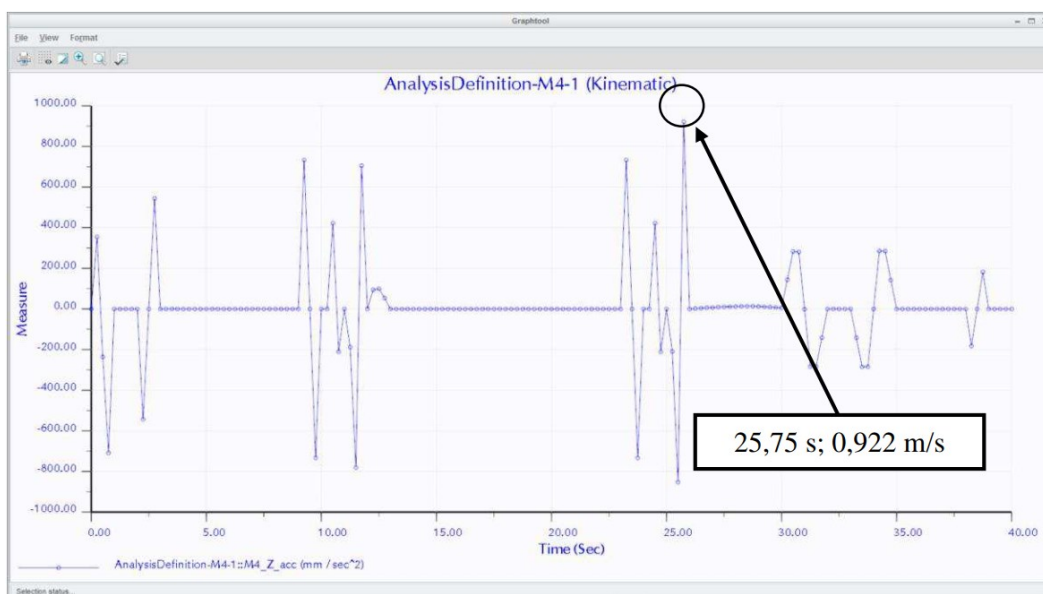 Graphtool
File View Format
AnalysisDefinition-M4-1 (Kinematic)
1000.00
800.00
600.00
400.00
200.00
0.00
-200.00
-400.00
-600.00
-800.00
-1000.00
Measure
25,75 s; 0,922 m/s
0.00 5.00 10.00 15.00 20.00 25.00 30.00 35.00 40.00
Time (Sec)
AnalysisDefinition-M4-1::M4_Z_acc (mm / sec^2)
Selection status...